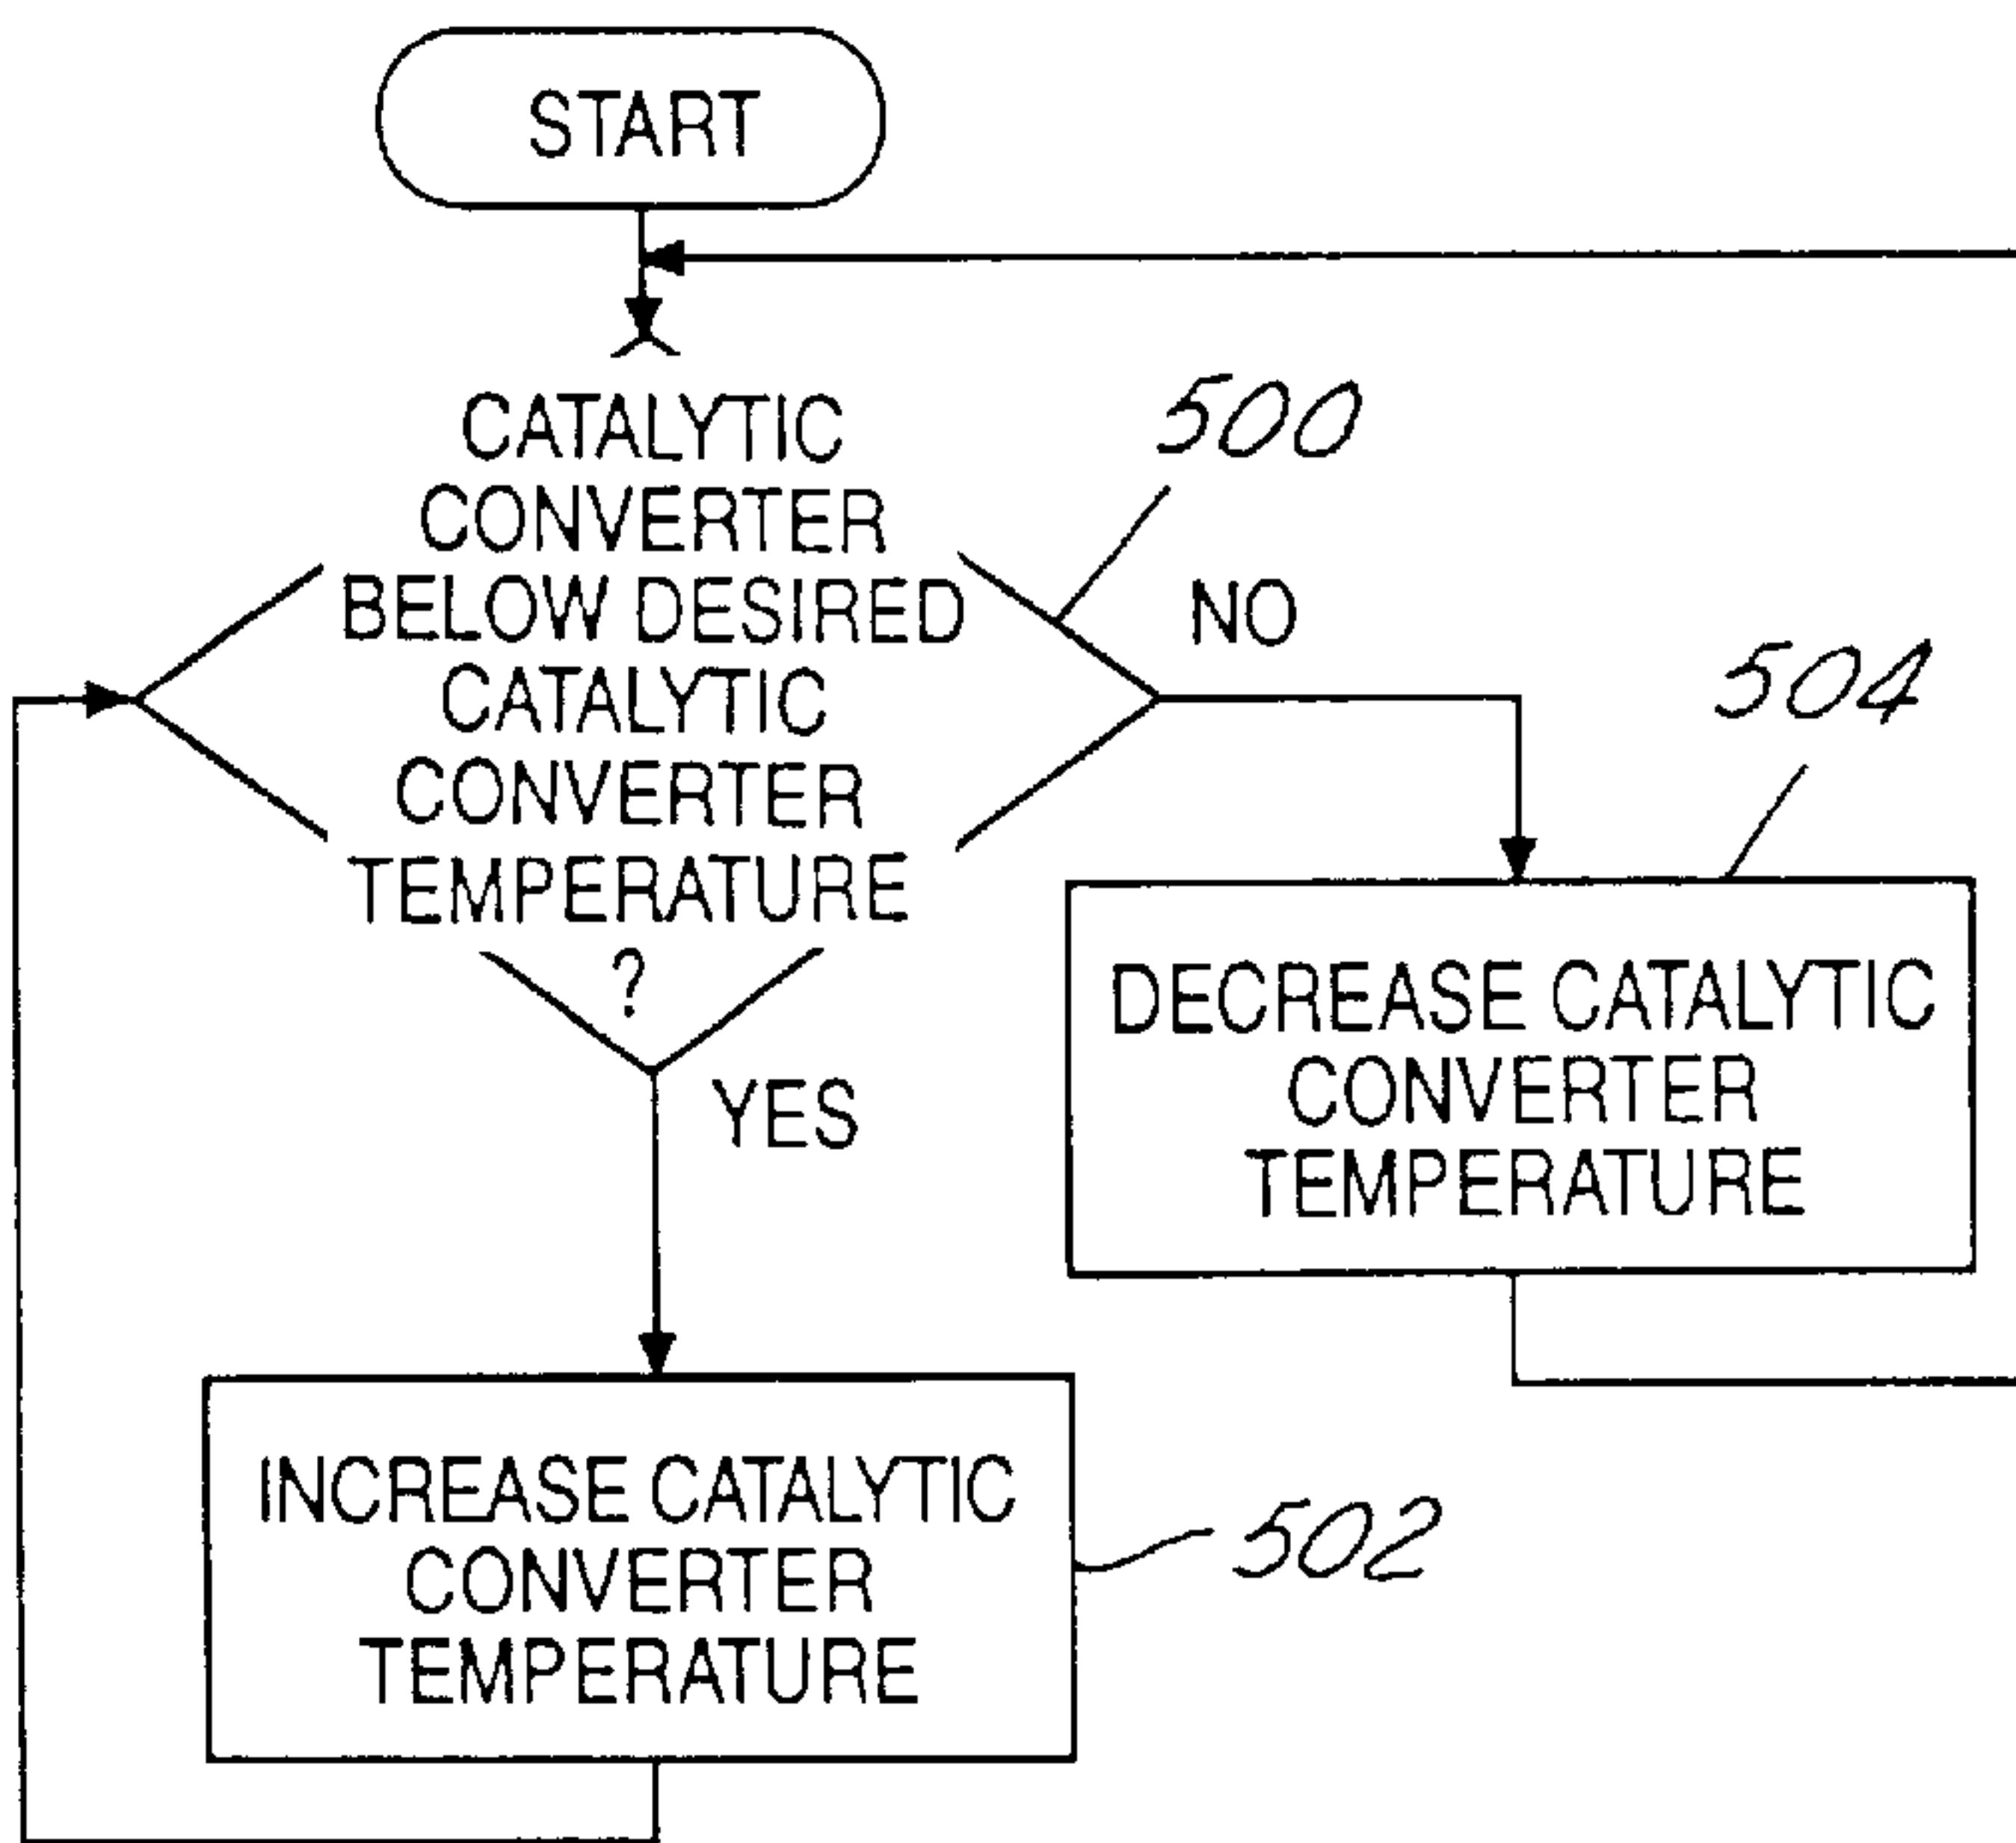 START
CATALYTIC
CONVERTER
BELOW DESIRED
CATALYTIC
CONVERTER
TEMPERATURE
?
500
NO
504
DECREASE CATALYTIC
CONVERTER
TEMPERATURE
YES
INCREASE CATALYTIC
CONVERTER
TEMPERATURE
502